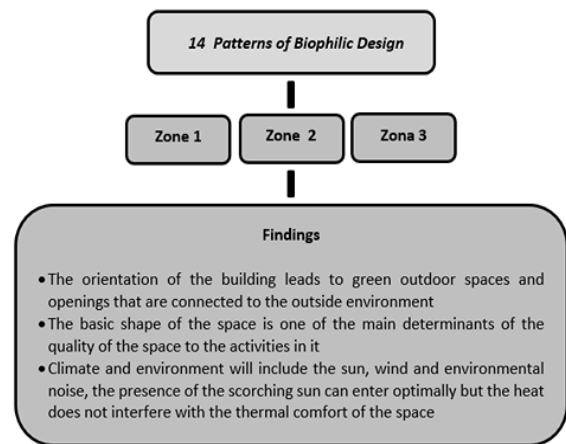 14 Patterns of Biophilic Design
Zone 1
Zone 2
Zona 3
Findings
•The orientation of the building leads to green outdoor spaces and
openings that are connected to the outside environment
•The basic shape of the space is one of the main determinants of the
quality of the space to the activities in it
•Climate and environment will include the sun, wind and environmental
noise, the presence of the scorching sun can enter optimally but the heat
does not interfere with the thermal comfort of the space